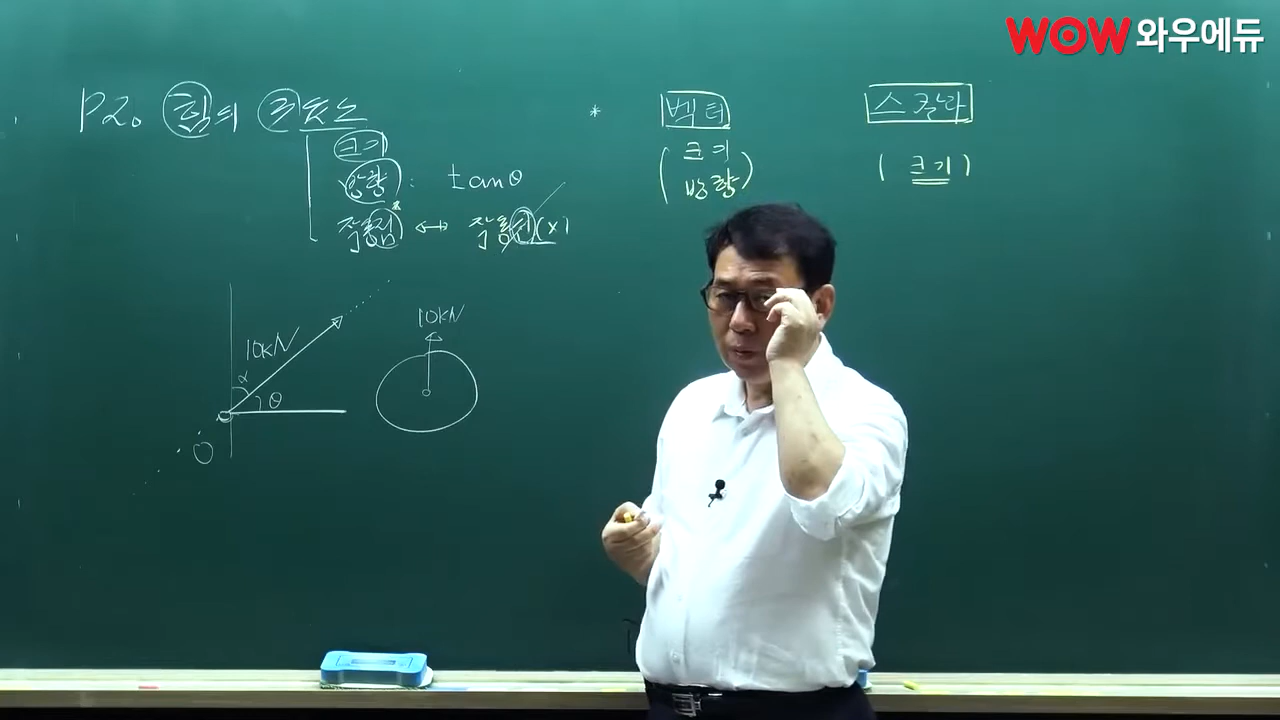 WOW 와우에듀
P2. 힘의 3요소
크기
방향 : tanθ
작용점 * ↔ 작용선(x)
* 벡터
(크기
방향)
스칼라
(크기)
10kN
α
θ
O
10kN